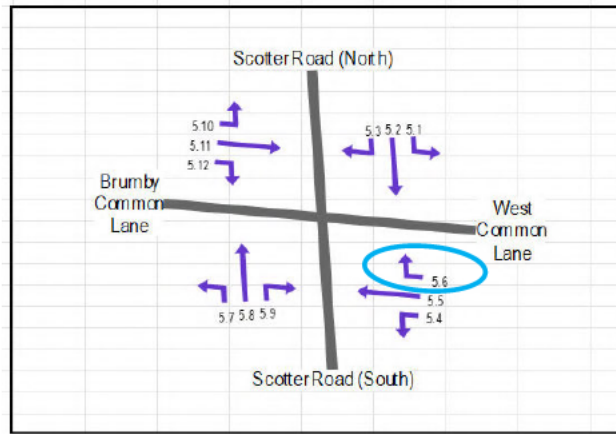 Scotter Road (North)
5.10
5.11
5.12
5.3 5.2 5.1
Brumby
Common
Lane
West
Common
Lane
5.6
5.5
5.4
5.7 5.8 5.9
Scotter Road (South)